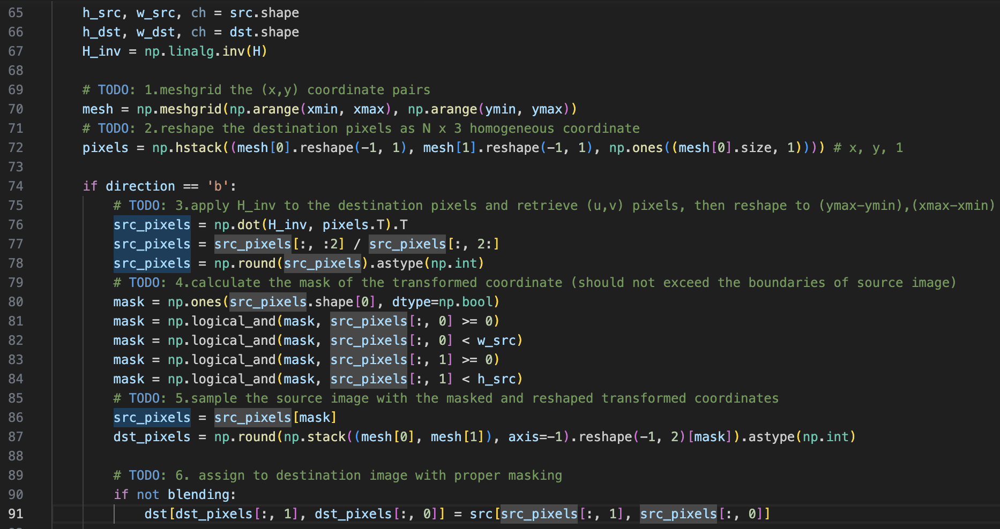 65 h_src, w_src, ch = src.shape
66 h_dst, w_dst, ch = dst.shape
67 H_inv = np.linalg.inv(H)
68
69 # TODO: 1.meshgrid the (x,y) coordinate pairs
70 mesh = np.meshgrid(np.arange(xmin, xmax), np.arange(ymin, ymax))
71 # TODO: 2.reshape the destination pixels as N x 3 homogeneous coordinate
72 pixels = np.hstack((mesh[0].reshape(-1, 1), mesh[1].reshape(-1, 1), np.ones((mesh[0].size, 1)))) # x, y, 1
73
74 if direction == 'b':
75 # TODO: 3.apply H_inv to the destination pixels and retrieve (u,v) pixels, then reshape to (ymax-ymin),(xmax-xmin)
76 src_pixels = np.dot(H_inv, pixels.T).T
77 src_pixels = src_pixels[:, :2] / src_pixels[:, 2:]
78 src_pixels = np.round(src_pixels).astype(np.int)
79 # TODO: 4.calculate the mask of the transformed coordinate (should not exceed the boundaries of source image)
80 mask = np.ones(src_pixels.shape[0], dtype=np.bool)
81 mask = np.logical_and(mask, src_pixels[:, 0] >= 0)
82 mask = np.logical_and(mask, src_pixels[:, 0] < w_src)
83 mask = np.logical_and(mask, src_pixels[:, 1] >= 0)
84 mask = np.logical_and(mask, src_pixels[:, 1] < h_src)
85 # TODO: 5.sample the source image with the masked and reshaped transformed coordinates
86 src_pixels = src_pixels[mask]
87 dst_pixels = np.round(np.stack((mesh[0], mesh[1]), axis=-1).reshape(-1, 2)[mask]).astype(np.int)
88
89 # TODO: 6. assign to destination image with proper masking
90 if not blending:
91 dst[dst_pixels[:, 1], dst_pixels[:, 0]] = src[src_pixels[:, 1], src_pixels[:, 0]]